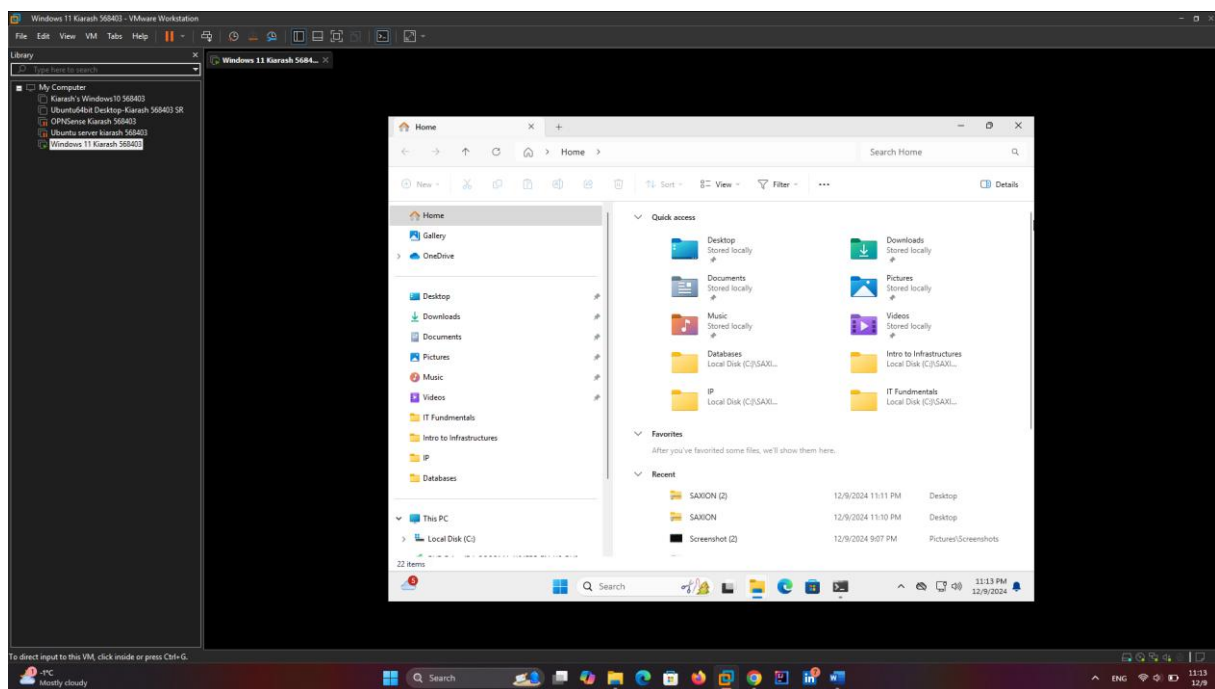 Windows 11 Kiarash 568403 - VMware Workstation
File Edit View VM Tabs Help
Library
Type here to search
My Computer
Kiarash's Windows10 568403
Ubuntu64bit Desktop-Kiarash 568403 SR
OPNSense Kiarash 568403
Ubuntu server kiarash 568403
Windows 11 Kiarash 568403
Windows 11 Kiarash 5684...
Home
Home
Search Home
New
Sort
View
Filter
Details
Home
Gallery
OneDrive
Desktop
Downloads
Documents
Pictures
Music
Videos
IT Fundmentals
Intro to Infrastructures
IP
Databases
This PC
Local Disk (C:)
22 items
Quick access
Desktop
Stored locally
Downloads
Stored locally
Documents
Stored locally
Pictures
Stored locally
Music
Stored locally
Videos
Stored locally
Databases
Local Disk (C:)\SAXI...
Intro to Infrastructures
Local Disk (C:)\SAXI...
IP
Local Disk (C:)\SAXI...
IT Fundmentals
Local Disk (C:)\SAXI...
Favorites
After you've favorited some files, we'll show them here.
Recent
SAXION (2) 12/9/2024 11:11 PM Desktop
SAXION 12/9/2024 11:10 PM Desktop
Screenshot (2) 12/9/2024 9:07 PM Pictures\Screenshots
6
Search
11:13 PM
12/9/2024
To direct input to this VM, click inside or press Ctrl+G.
1
-1°C
Mostly cloudy
Search
ENG
11:13
12/9